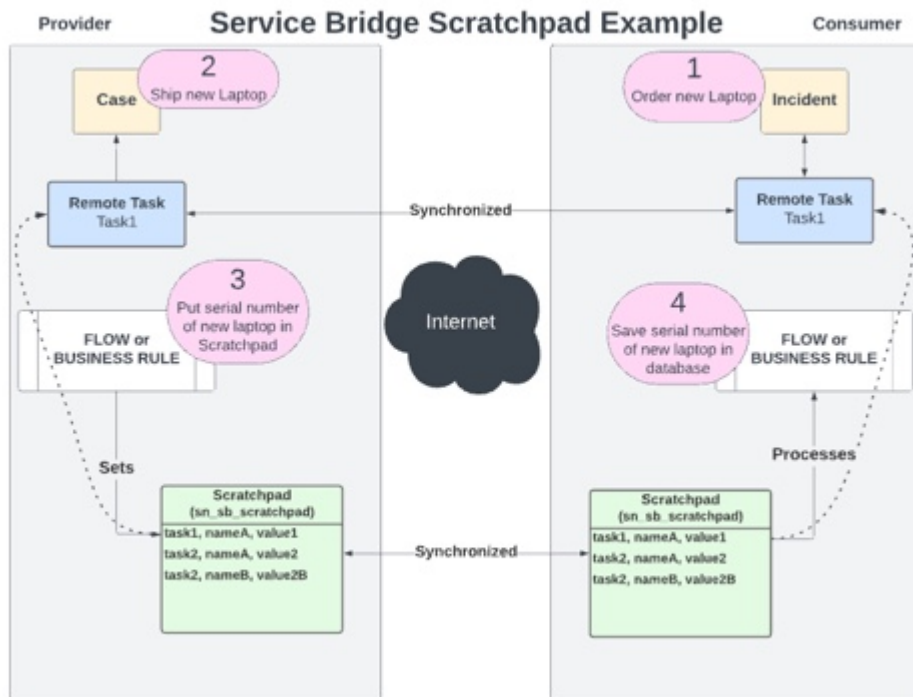 Service Bridge Scratchpad Example
Provider
Consumer
2
Ship new Laptop
Case
1
Order new Laptop
Incident
Remote Task
Task1
Synchronized
Remote Task
Task1
3
Put serial number
of new laptop in
Scratchpad
FLOW or
BUSINESS RULE
Internet
4
Save serial number
of new laptop in
database
FLOW or
BUSINESS RULE
Sets
Processes
Scratchpad
(sn_sb_scratchpad)
task1, nameA, value1
task2, nameA, value2
task2, nameB, value2B
Synchronized
Scratchpad
(sn_sb_scratchpad)
task1, nameA, value1
task2, nameA, value2
task2, nameB, value2B